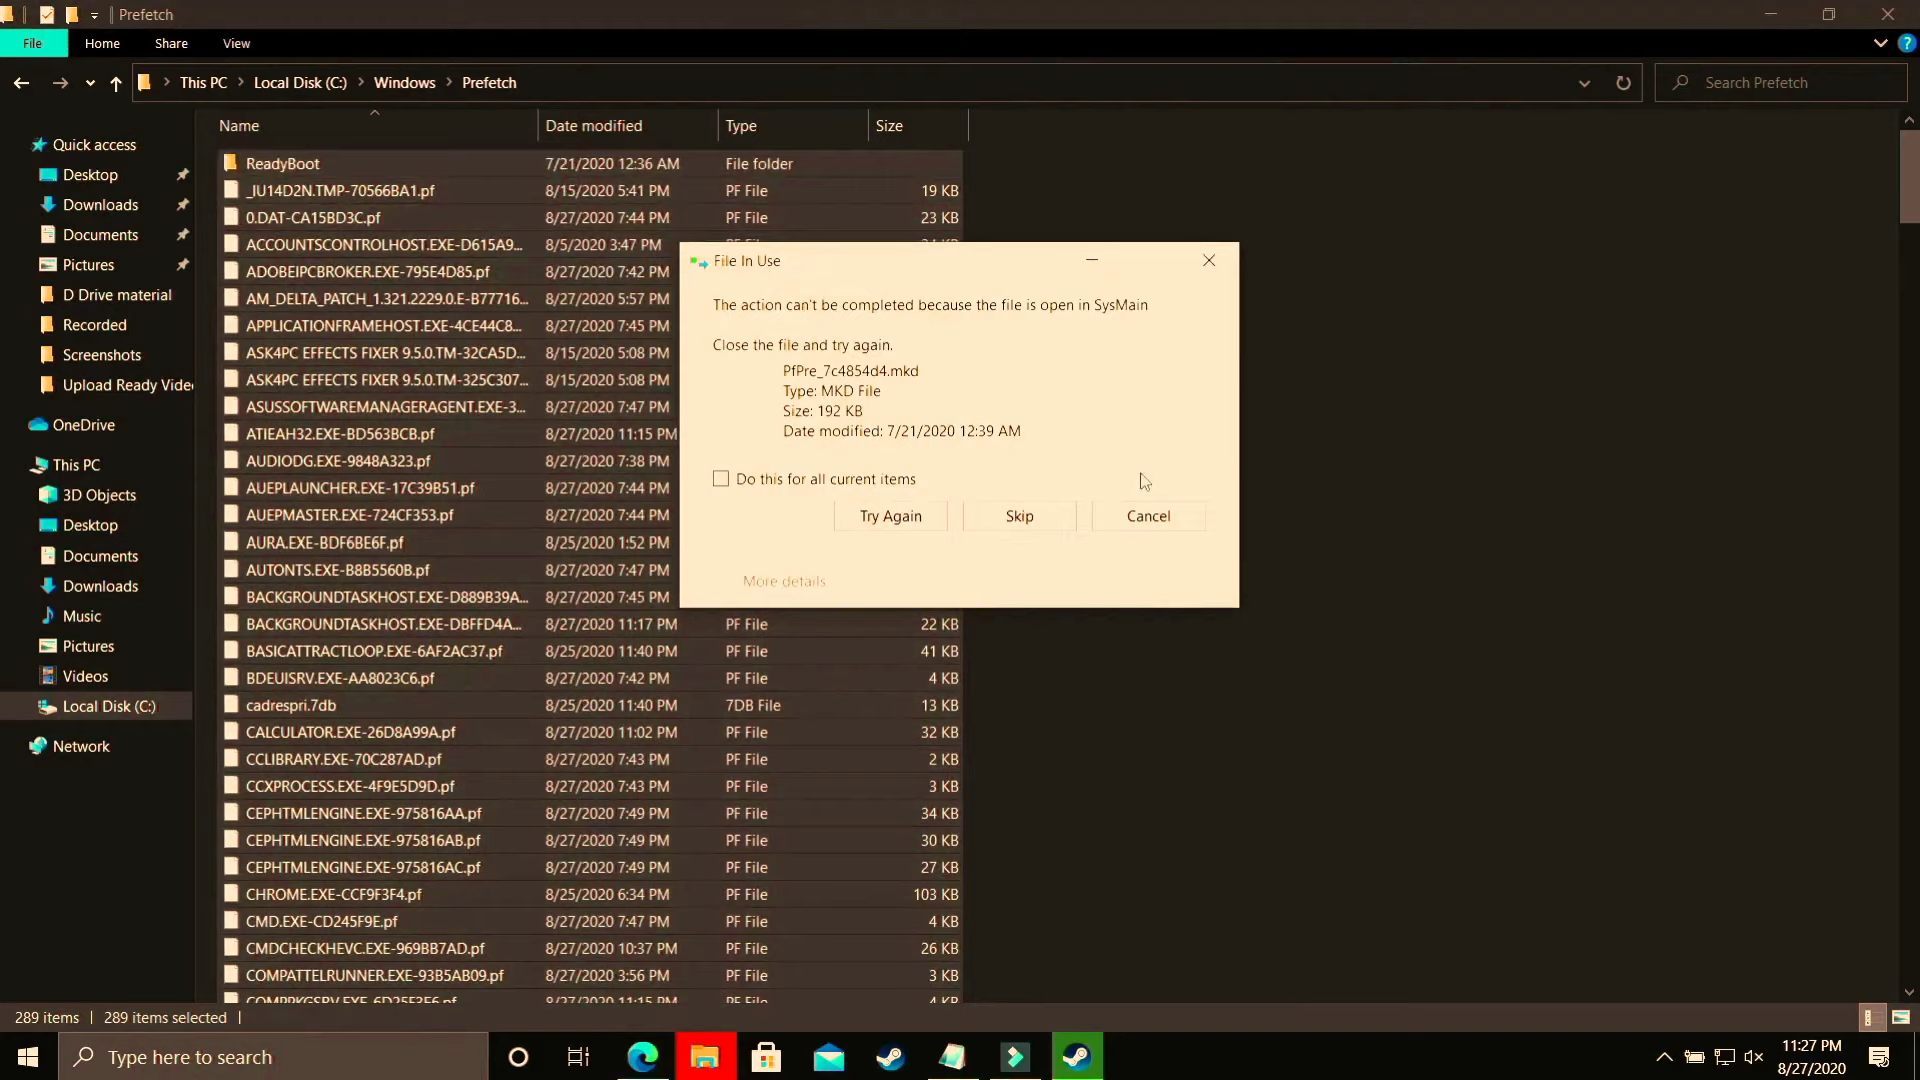 Prefetch
File Home Share View
This PC Local Disk (C:) Windows Prefetch
Search Prefetch
Name Date modified Type Size
Quick access
Desktop
Downloads
Documents
Pictures
D Drive material
Recorded
Screenshots
Upload Ready Vide
OneDrive
This PC
3D Objects
Desktop
Documents
Downloads
Music
Pictures
Videos
Local Disk (C:)
Network
ReadyBoot 7/21/2020 12:36 AM File folder
_IU14D2N.TMP-70566BA1.pf 8/15/2020 5:41 PM PF File 19 KB
0.DAT-CA15BD3C.pf 8/27/2020 7:44 PM PF File 23 KB
ACCOUNTSCONTROLHOST.EXE-D615A9... 8/5/2020 3:47 PM
ADOBEIPCBROKER.EXE-795E4D85.pf 8/27/2020 7:42 PM
AM_DELTA_PATCH_1.321.2229.0.E-B77716... 8/27/2020 5:57 PM
APPLICATIONFRAMEHOST.EXE-4CE44C8... 8/27/2020 7:45 PM
ASK4PC EFFECTS FIXER 9.5.0.TM-32CA5D... 8/15/2020 5:08 PM
ASK4PC EFFECTS FIXER 9.5.0.TM-325C307... 8/15/2020 5:08 PM
ASUSSOFTWAREMANAGERAGENT.EXE-3... 8/27/2020 7:47 PM
ATIEAH32.EXE-BD563BCB.pf 8/27/2020 11:15 PM
AUDIODG.EXE-9848A323.pf 8/27/2020 7:38 PM
AUEPLAUNCHER.EXE-17C39B51.pf 8/27/2020 7:44 PM
AUEPMASTER.EXE-724CF353.pf 8/27/2020 7:44 PM
AURA.EXE-BDF6BE6F.pf 8/25/2020 1:52 PM
AUTONTS.EXE-B8B5560B.pf 8/27/2020 7:47 PM
BACKGROUNDTASKHOST.EXE-D889B39A... 8/27/2020 7:45 PM
BACKGROUNDTASKHOST.EXE-DBFFD4A... 8/27/2020 11:17 PM PF File 22 KB
BASICATTRACTLOOP.EXE-6AF2AC37.pf 8/25/2020 11:40 PM PF File 41 KB
BDEUISRV.EXE-AA8023C6.pf 8/27/2020 7:42 PM PF File 4 KB
cadrespri.7db 8/25/2020 11:40 PM 7DB File 13 KB
CALCULATOR.EXE-26D8A99A.pf 8/27/2020 11:02 PM PF File 32 KB
CCLIBRARY.EXE-70C287AD.pf 8/27/2020 7:43 PM PF File 2 KB
CCXPROCESS.EXE-4F9E5D9D.pf 8/27/2020 7:43 PM PF File 3 KB
CEPHTMLENGINE.EXE-975816AA.pf 8/27/2020 7:49 PM PF File 34 KB
CEPHTMLENGINE.EXE-975816AB.pf 8/27/2020 7:49 PM PF File 30 KB
CEPHTMLENGINE.EXE-975816AC.pf 8/27/2020 7:49 PM PF File 27 KB
CHROME.EXE-CCF9F3F4.pf 8/25/2020 6:34 PM PF File 103 KB
CMD.EXE-CD245F9E.pf 8/27/2020 7:47 PM PF File 4 KB
CMDCHECKHEVC.EXE-969BB7AD.pf 8/27/2020 10:37 PM PF File 26 KB
COMPATTELRUNNER.EXE-93B5AB09.pf 8/27/2020 3:56 PM PF File 3 KB
File In Use
The action can't be completed because the file is open in SysMain
Close the file and try again.
PfPre_7c4854d4.mkd
Type: MKD File
Size: 192 KB
Date modified: 7/21/2020 12:39 AM
Do this for all current items
Try Again Skip Cancel
More details
289 items 289 items selected
Type here to search
11:27 PM
8/27/2020